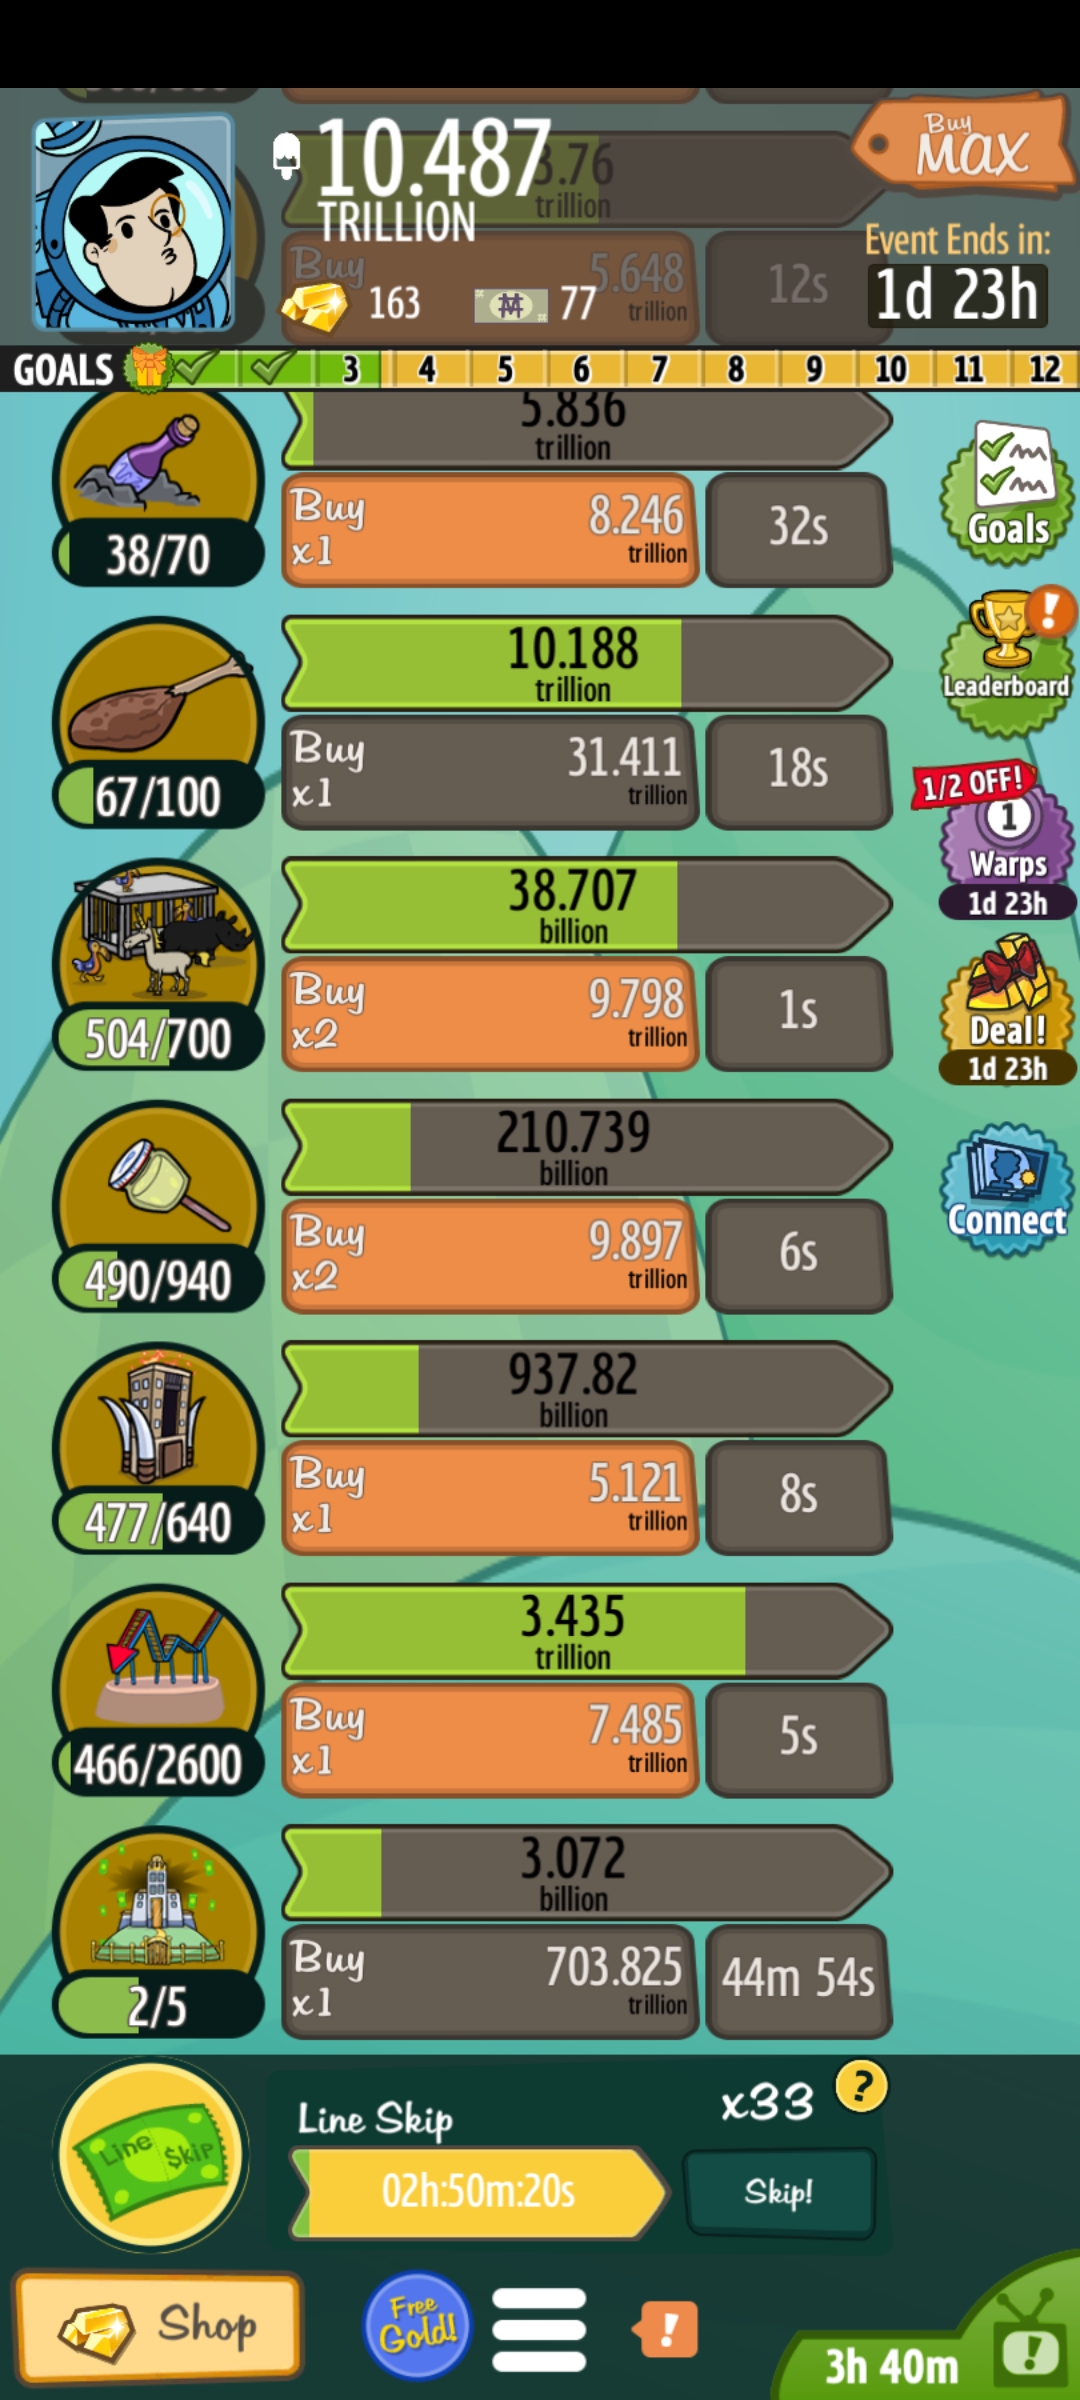 10.487
TRILLION
3.76
trillion
Buy
MAX
Buy
5.648
trillion
12s
163
77
Event Ends in:
1d 23h
GOALS 3 4 5 6 7 8 9 10 11 12
5.836
trillion
Buy
x1
8.246
trillion
32s
38/70
Goals
10.188
trillion
Buy
x1
31.411
trillion
18s
67/100
Leaderboard
1/2 OFF!
1
Warps
1d 23h
38.707
billion
Buy
x2
9.798
trillion
1s
504/700
Deal!
1d 23h
210.739
billion
Buy
x2
9.897
trillion
6s
490/940
Connect
937.82
billion
Buy
x1
5.121
trillion
8s
477/640
3.435
trillion
Buy
x1
7.485
trillion
5s
466/2600
3.072
billion
Buy
x1
703.825
trillion
44m 54s
2/5
Line $kip
Line Skip
x33
?
02h:50m:20s
Skip!
Shop
Free
Gold!
!
3h 40m
!